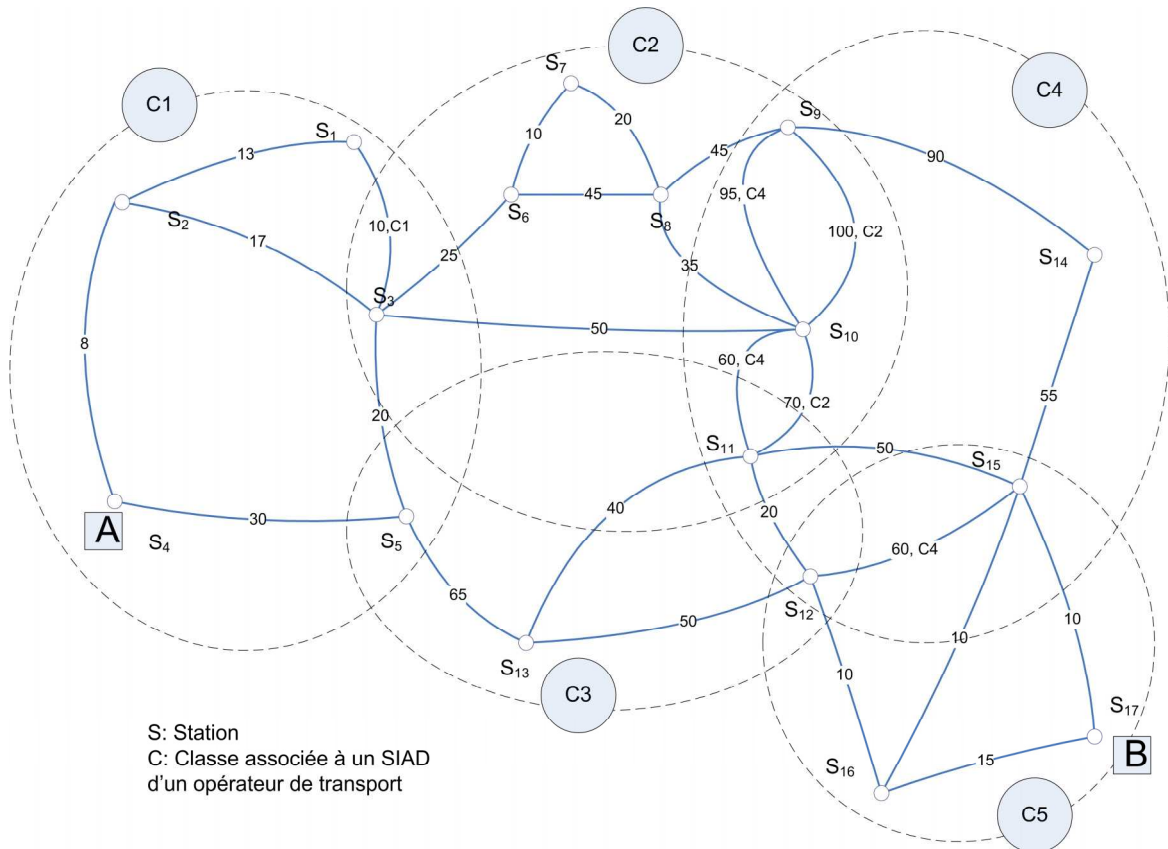 C2
C1
C4
S7
S9
S1
10
20
45
90
13
S2
S6
45
S8
95, C4
10,C1
100, C2
17
25
35
S14
S3
50
S10
8
60, C4
70, C2
55
20
S11
50
S15
40
20
A
S4
30
S5
60, C4
65
S12
50
10
10
10
S13
C3
S17
S: Station
C: Classe associée à un SIAD
d'un opérateur de transport
S16
15
B
C5